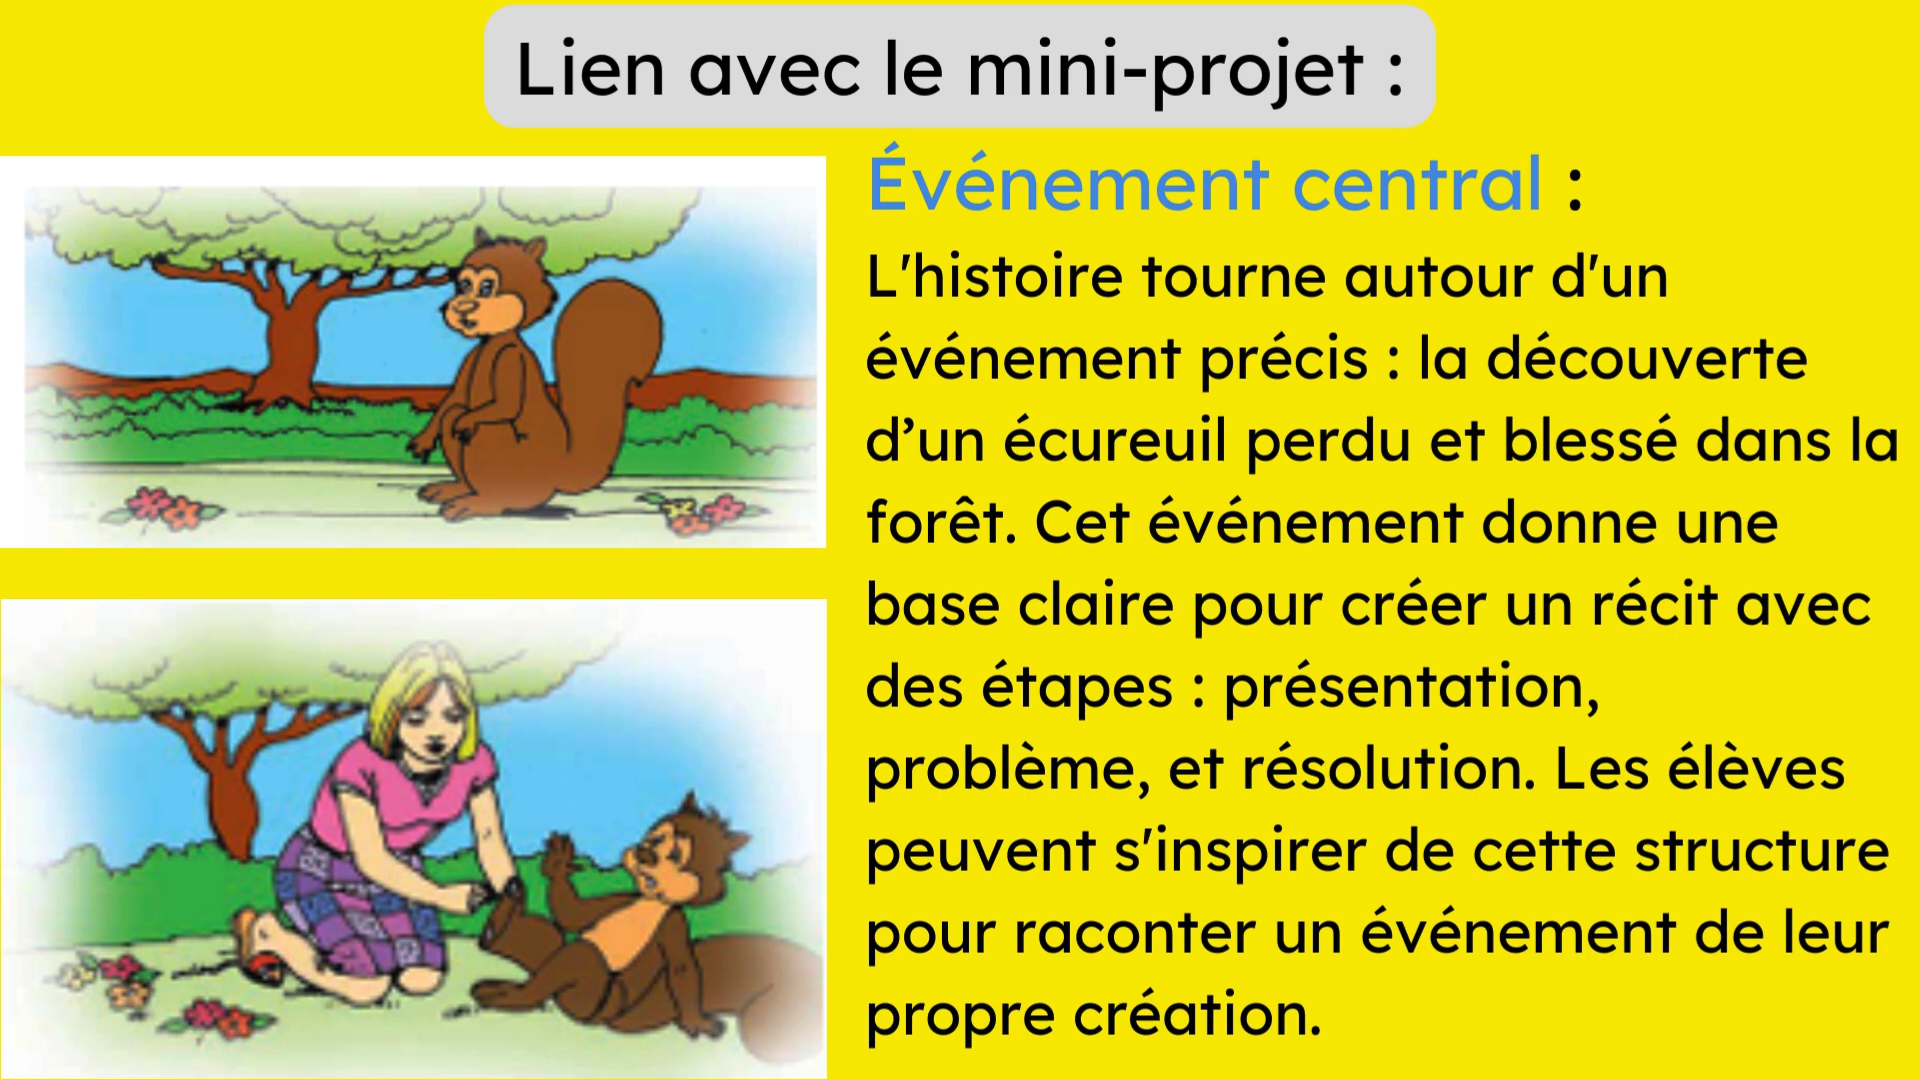 Lien avec le mini-projet :
Événement central :
L'histoire tourne autour d'un
événement précis : la découverte
d’un écureuil perdu et blessé dans la
forêt. Cet événement donne une
base claire pour créer un récit avec
des étapes : présentation,
problème, et résolution. Les élèves
peuvent s'inspirer de cette structure
pour raconter un événement de leur
propre création.